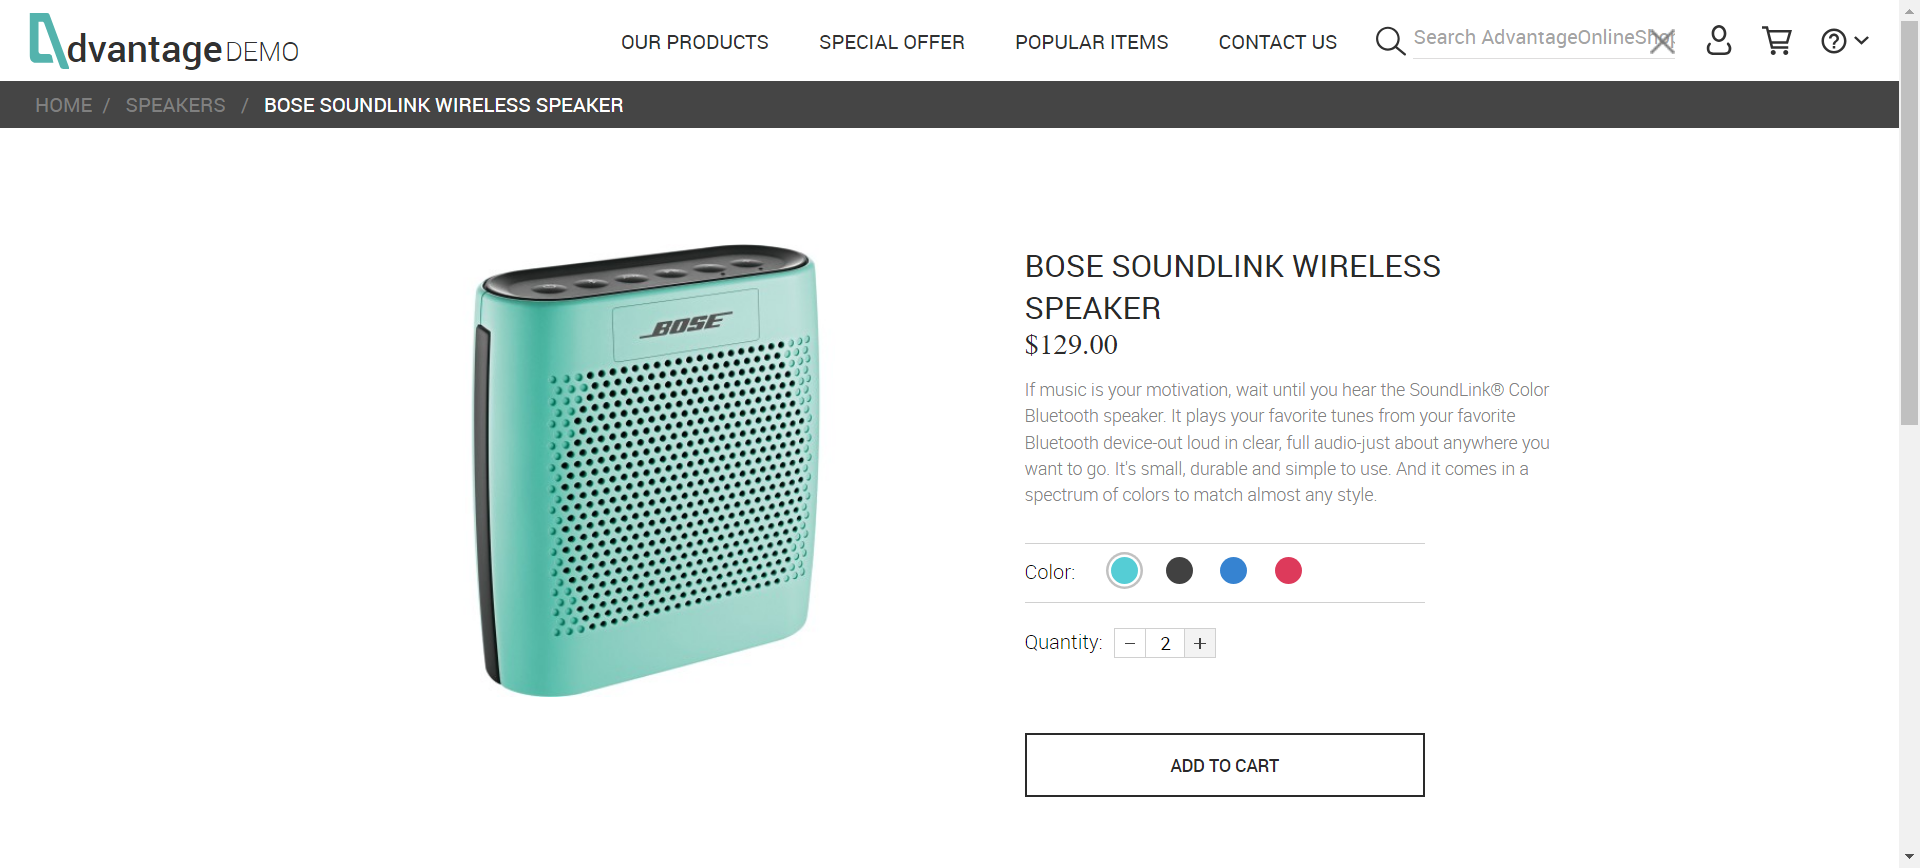 dvantage DEMO
OUR PRODUCTS
SPECIAL OFFER
POPULAR ITEMS
CONTACT US
Search AdvantageOnlineShop
HOME / SPEAKERS / BOSE SOUNDLINK WIRELESS SPEAKER
BOSE
BOSE SOUNDLINK WIRELESS
SPEAKER
$129.00
If music is your motivation, wait until you hear the SoundLink® Color
Bluetooth speaker. It plays your favorite tunes from your favorite
Bluetooth device-out loud in clear, full audio-just about anywhere you
want to go. It's small, durable and simple to use. And it comes in a
spectrum of colors to match almost any style.
Color:
Quantity: − 2 +
ADD TO CART